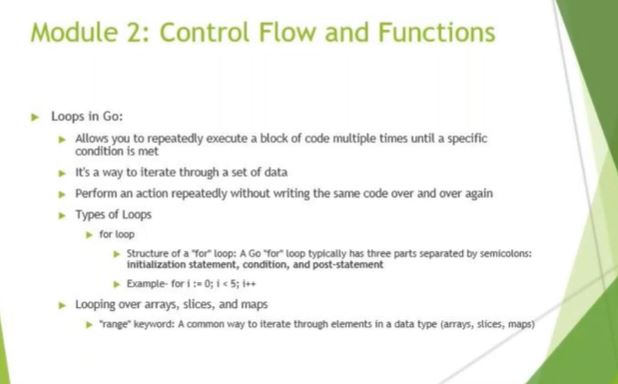 Module 2: Control Flow and Functions
Loops in Go:
Allows you to repeatedly execute a block of code multiple times until a specific
condition is met
It's a way to iterate through a set of data
Perform an action repeatedly without writing the same code over and over again
Types of Loops
for loop
Structure of a "for" loop: A Go "for" loop typically has three parts separated by semicolons:
initialization statement, condition, and post-statement
Example- for i := 0; i < 5; i++
Looping over arrays, slices, and maps
"range" keyword: A common way to iterate through elements in a data type (arrays, slices, maps)